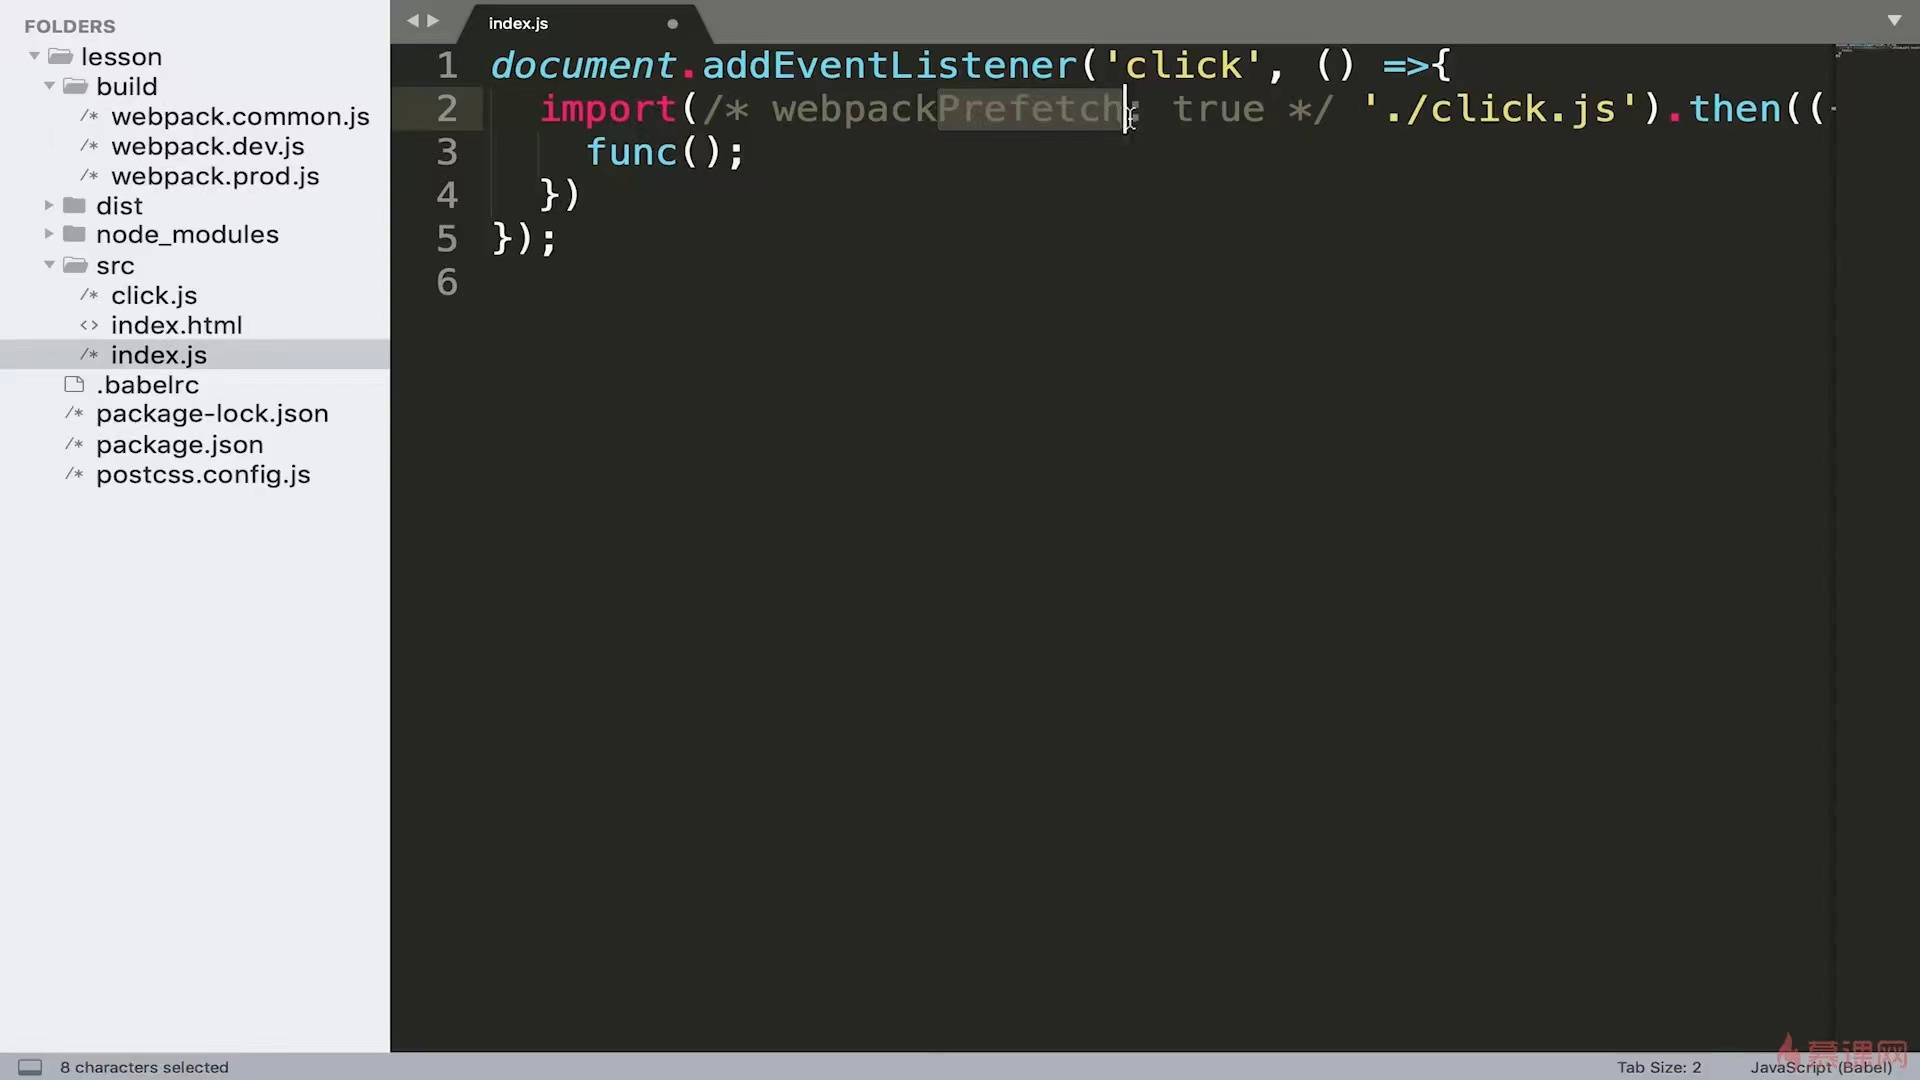 FOLDERS
lesson
build
/* webpack.common.js
/* webpack.dev.js
/* webpack.prod.js
dist
node_modules
src
/* click.js
<> index.html
/* index.js
.babelrc
/* package-lock.json
/* package.json
/* postcss.config.js
index.js
1 document.addEventListener('click', () =>{
2 import(/* webpackPrefetch: true */ './click.js').then((
3 func();
4 })
5 });
6
8 characters selected
Tab Size: 2
JavaScript (Babel)
慕课网